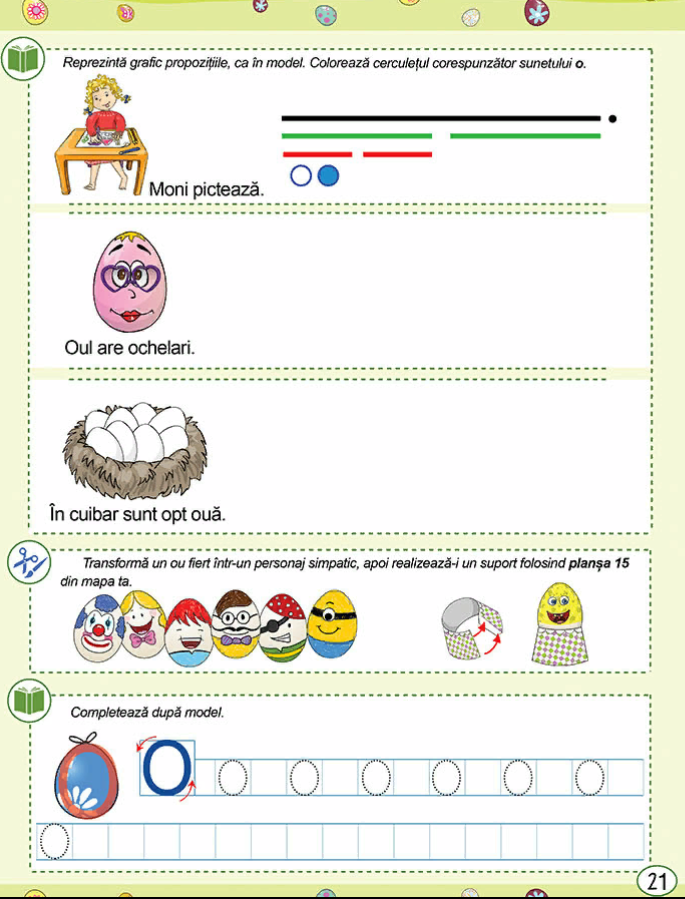 Reprezintă grafic propozițiile, ca în model. Colorează cerculețul corespunzător sunetului o.
Moni pictează.
Oul are ochelari.
În cuibar sunt opt ouă.
Transformă un ou fiert într-un personaj simpatic, apoi realizează-i un suport folosind planșa 15
din mapa ta.
Completează după model.
O O O O O O O
O
21